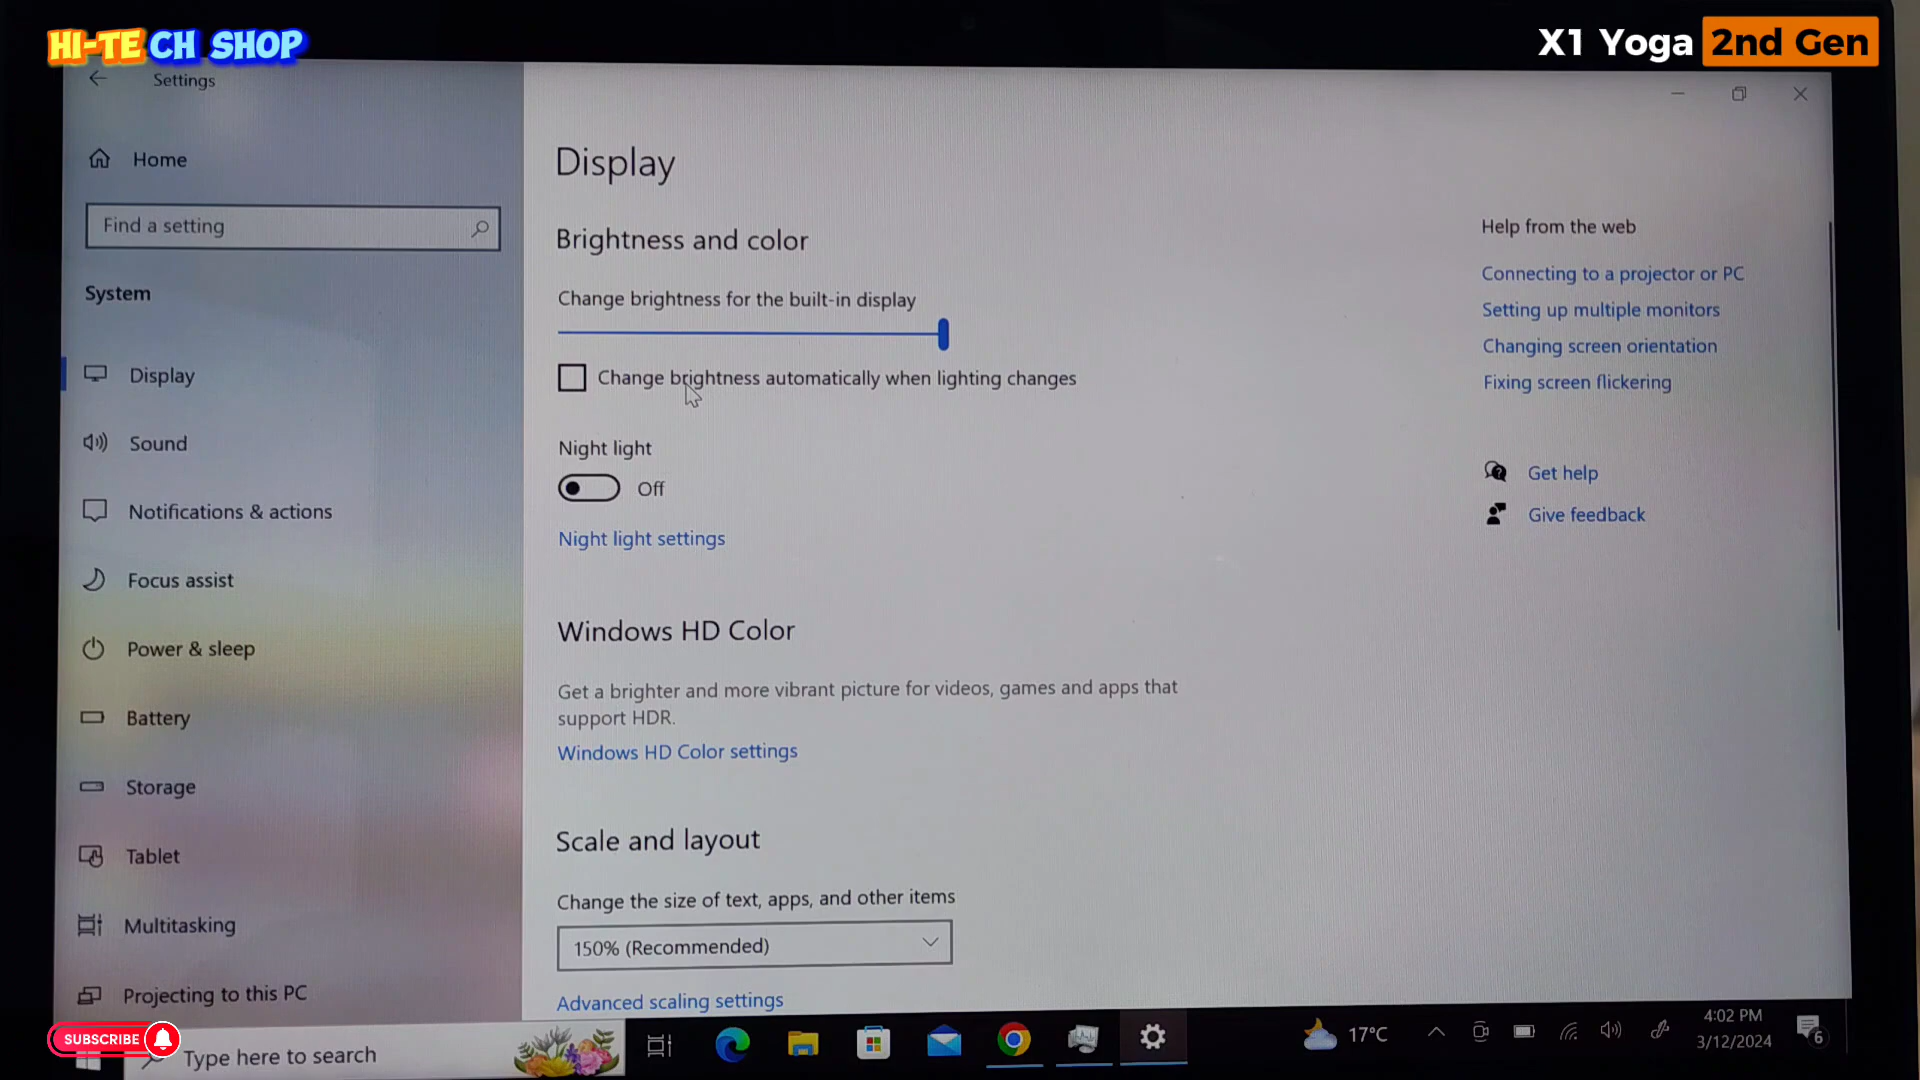 HI-TECH SHOP
X1 Yoga 2nd Gen
Settings
Home
Find a setting
System
Display
Sound
Notifications & actions
Focus assist
Power & sleep
Battery
Storage
Tablet
Multitasking
Projecting to this PC
Display
Brightness and color
Change brightness for the built-in display
Change brightness automatically when lighting changes
Night light
Off
Night light settings
Windows HD Color
Get a brighter and more vibrant picture for videos, games and apps that
support HDR.
Windows HD Color settings
Scale and layout
Change the size of text, apps, and other items
150% (Recommended)
Advanced scaling settings
Help from the web
Connecting to a projector or PC
Setting up multiple monitors
Changing screen orientation
Fixing screen flickering
Get help
Give feedback
SUBSCRIBE
Type here to search
17°C
4:02 PM
3/12/2024
6